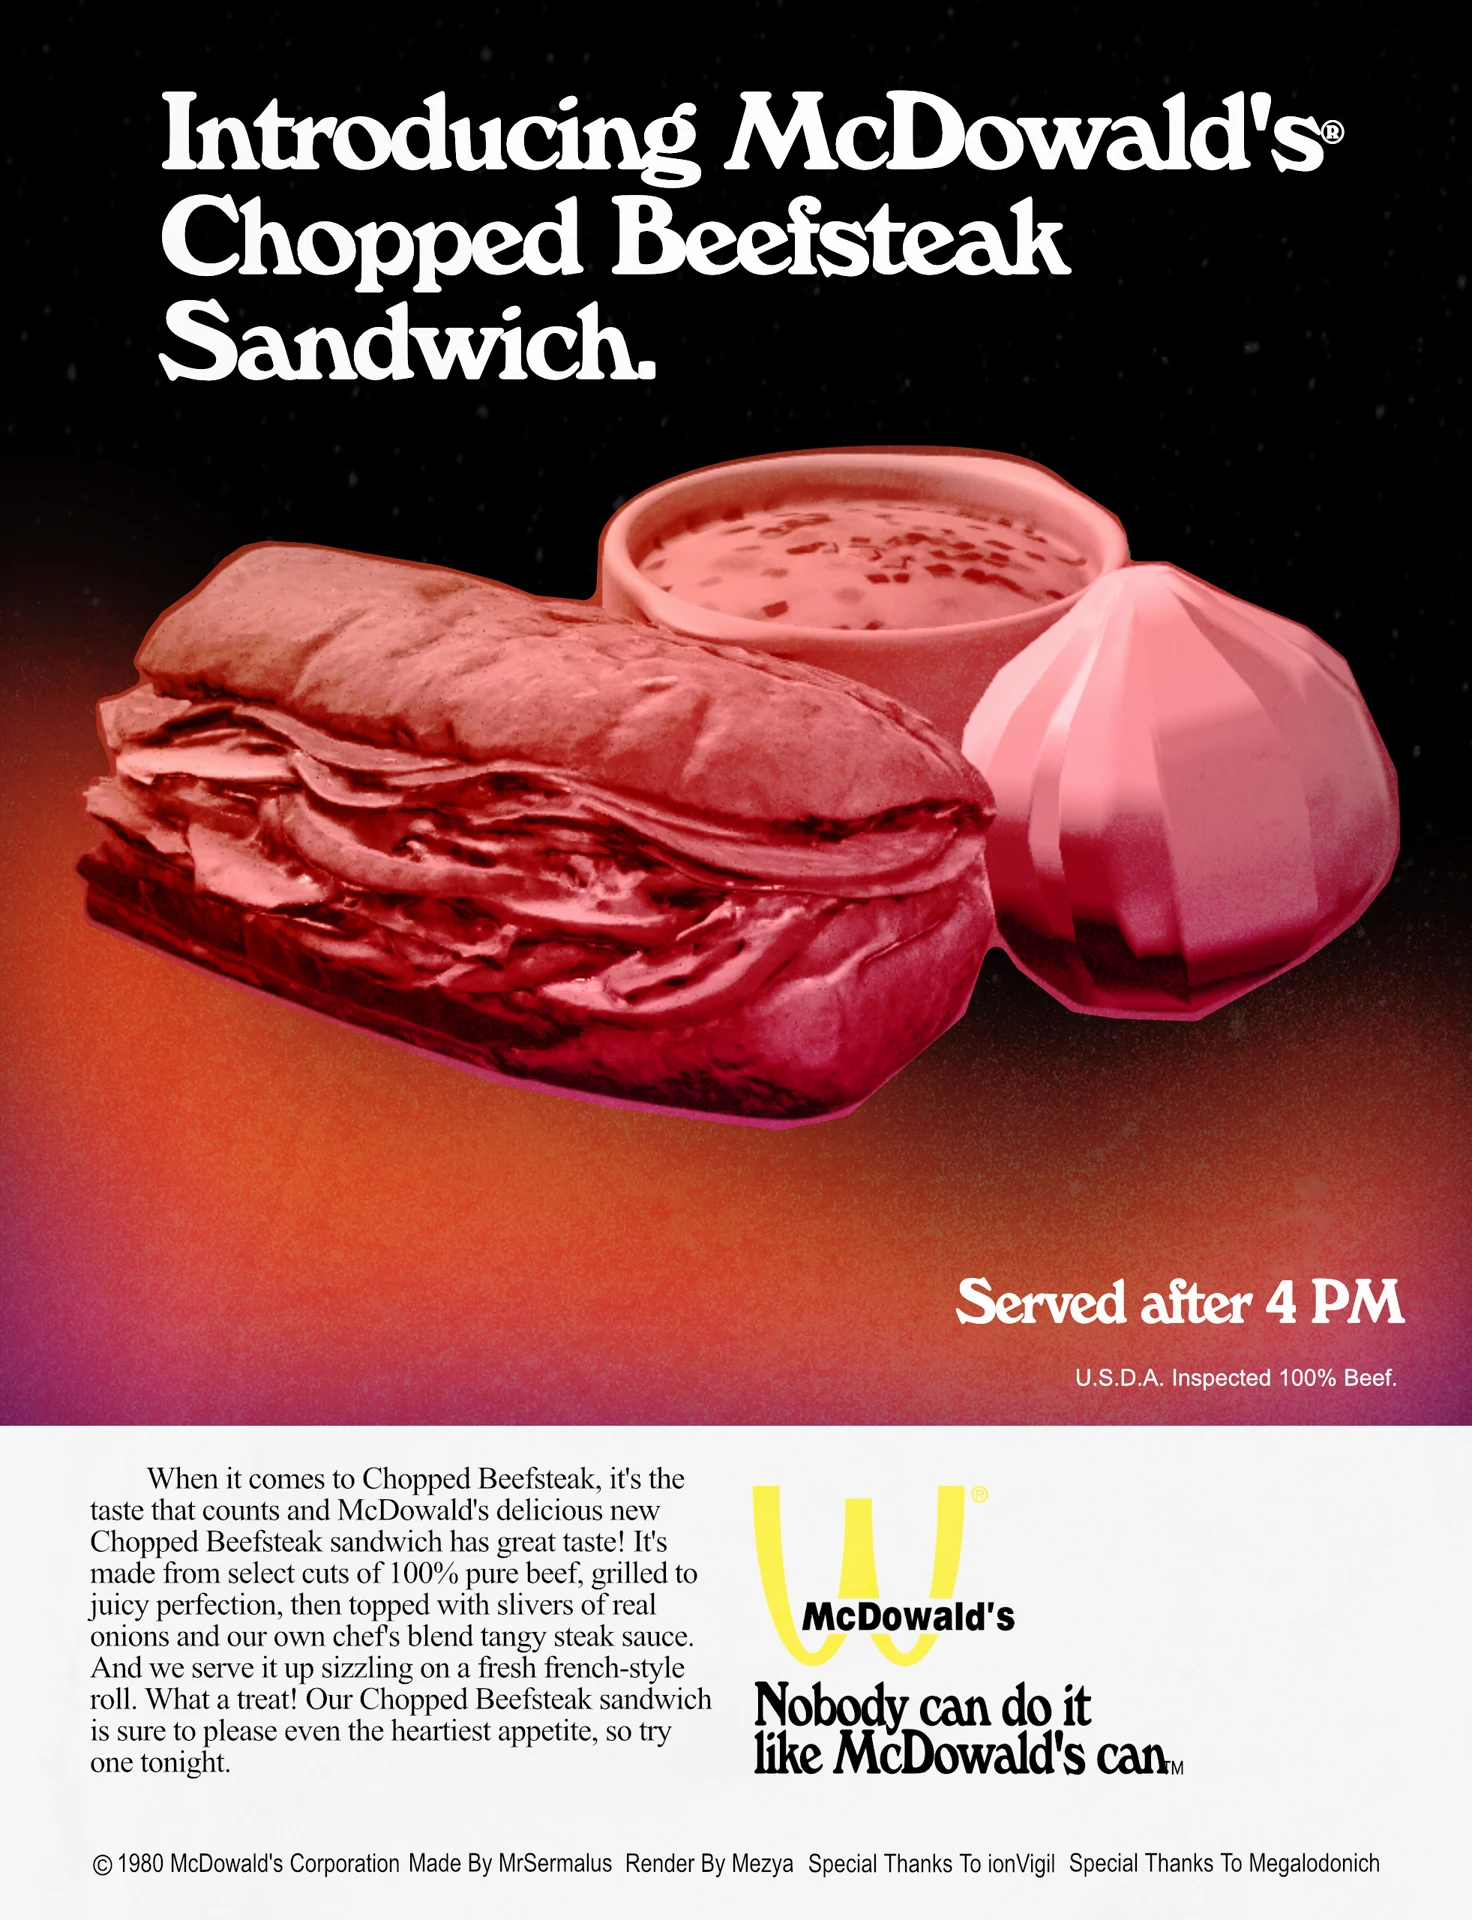 Introducing McDowald's®
Chopped Beefsteak
Sandwich.
Served after 4 PM
U.S.D.A. Inspected 100% Beef.
When it comes to Chopped Beefsteak, it's the
taste that counts and McDowald's delicious new
Chopped Beefsteak sandwich has great taste! It's
made from select cuts of 100% pure beef, grilled to
juicy perfection, then topped with slivers of real
onions and our own chef's blend tangy steak sauce.
And we serve it up sizzling on a fresh french-style
roll. What a treat! Our Chopped Beefsteak sandwich
is sure to please even the heartiest appetite, so try
one tonight.
®
McDowald's
Nobody can do it
like McDowald's can™
© 1980 McDowald's Corporation Made By MrSermalus Render By Mezya Special Thanks To ionVigil Special Thanks To Megalodonich